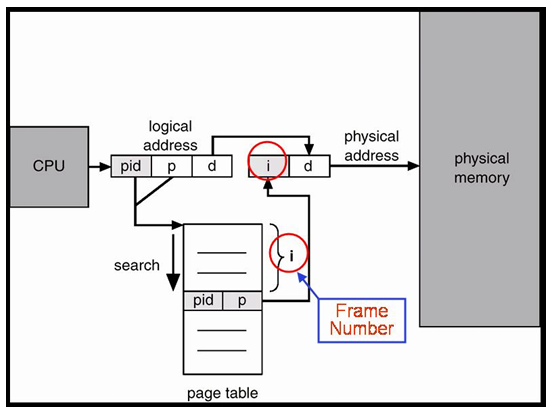 logical
address
physical
address
CPU
pid p d
i d
physical
memory
search
i
pid p
Frame
Number
page table